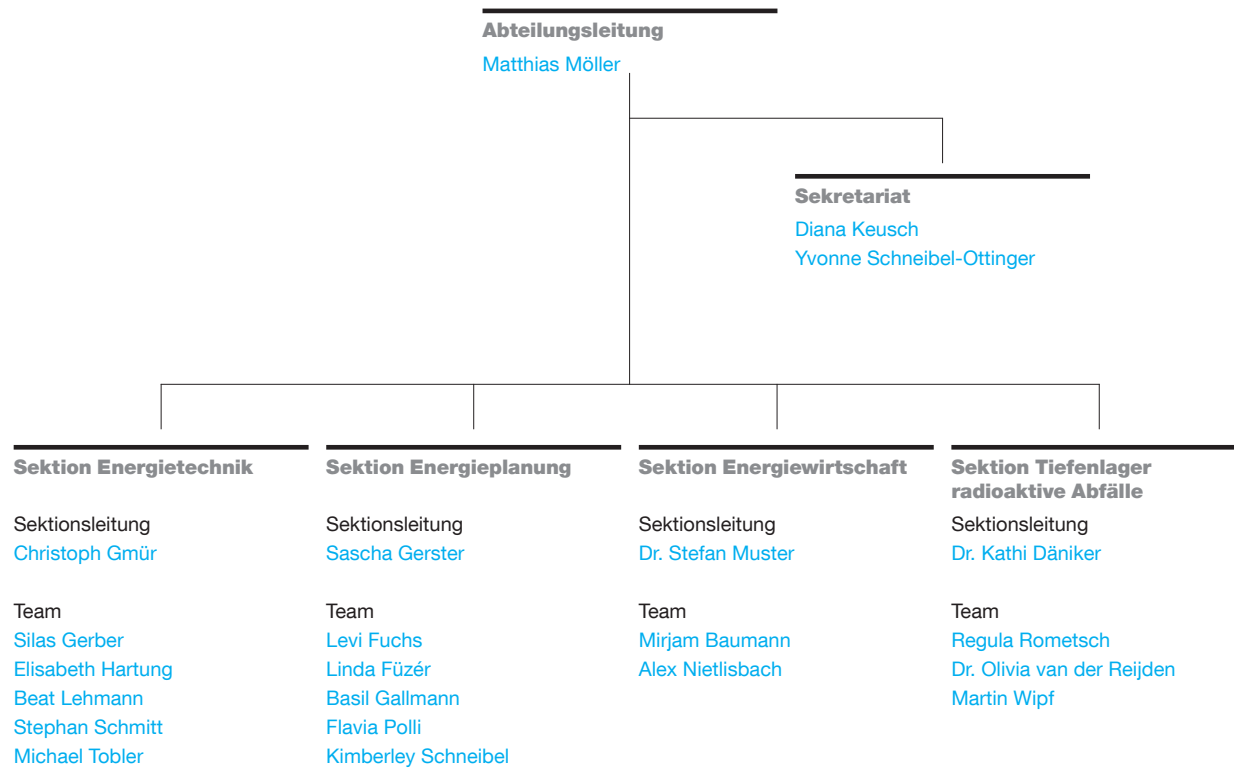 Abteilungsleitung
Matthias Möller
Sekretariat
Diana Keusch
Yvonne Schneibel-Ottinger
Sektion Energietechnik
Sektionsleitung
Christoph Gmür
Team
Silas Gerber
Elisabeth Hartung
Beat Lehmann
Stephan Schmitt
Michael Tobler
Sektion Energieplanung
Sektionsleitung
Sascha Gerster
Team
Levi Fuchs
Linda Füzér
Basil Gallmann
Flavia Polli
Kimberley Schneibel
Sektion Energiewirtschaft
Sektionsleitung
Dr. Stefan Muster
Team
Mirjam Baumann
Alex Nietlisbach
Sektion Tiefenlager
radioaktive Abfälle
Sektionsleitung
Dr. Kathi Däniker
Team
Regula Rometsch
Dr. Olivia van der Reijden
Martin Wipf